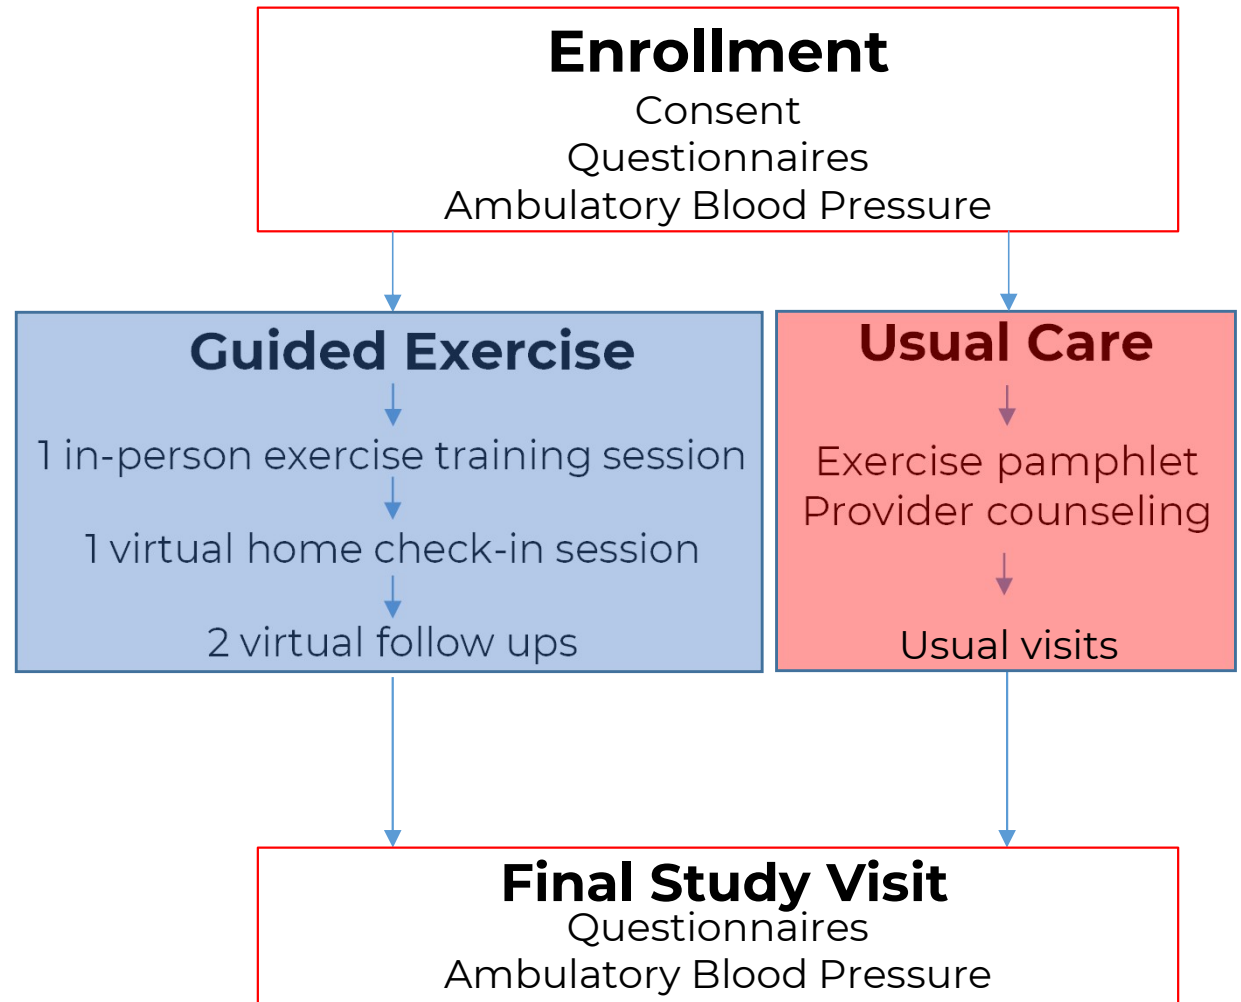 Enrollment
Consent
Questionnaires
Ambulatory Blood Pressure
Guided Exercise
1 in-person exercise training session
1 virtual home check-in session
2 virtual follow ups
Usual Care
Exercise pamphlet
Provider counseling
Usual visits
Final Study Visit
Questionnaires
Ambulatory Blood Pressure